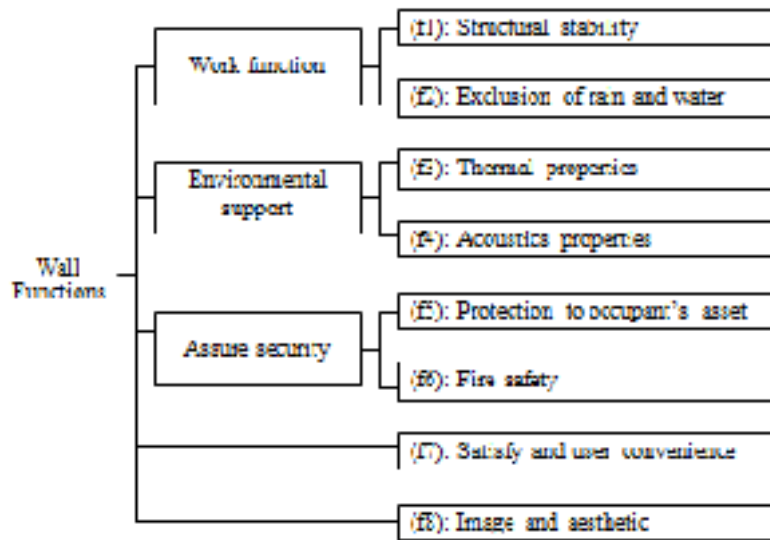 (f1): Structural stability
Work function
(f2): Exclusion of rain and water
(f3): Thermal properties
Environmental
support
(f4): Acoustics properties
Wall
Functions
(f5): Protection to occupant's asset
Assure security
(f6): Fire safety
(f7): Satisfy and user convenience
(f8): Image and aesthetic